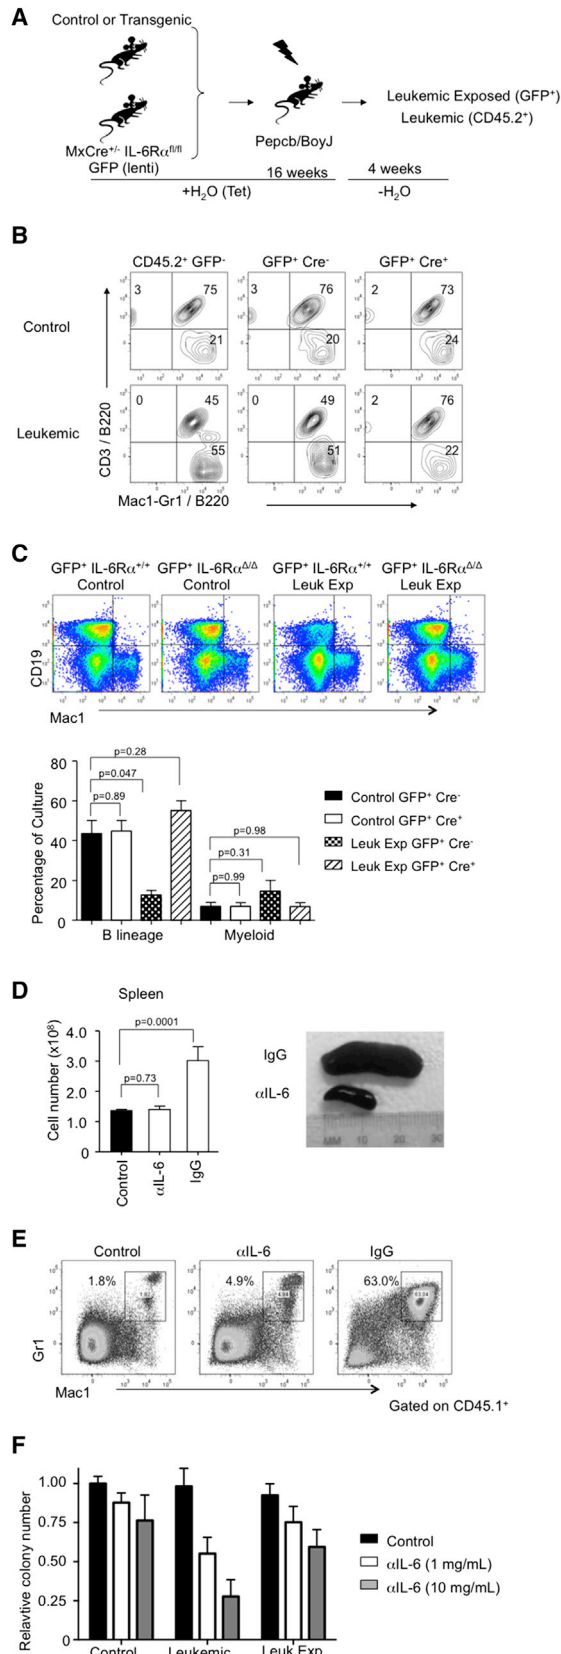 A
Control or Transgenic
MxCre+/- IL-6Rαfl/fl
GFP (lenti)
Pepcb/BoyJ
Leukemic Exposed (GFP+)
Leukemic (CD45.2+)
16 weeks
4 weeks
+H2O (Tet)
-H2O
B
CD45.2+ GFP-
GFP+ Cre-
GFP+ Cre+
Control
3 75
21
3 76
20
2 73
24
Leukemic
0 45
55
0 49
51
2 76
22
CD3 / B220
Mac1-Gr1 / B220
C
GFP+ IL-6Rα+/+
Control
GFP+ IL-6RαΔ/Δ
Control
GFP+ IL-6Rα+/+
Leuk Exp
GFP+ IL-6RαΔ/Δ
Leuk Exp
CD19
Mac1
Percentage of Culture
80
60
40
20
0
p=0.28
p=0.047
p=0.89
p=0.98
p=0.31
p=0.99
B lineage
Myeloid
Control GFP+ Cre-
Control GFP+ Cre+
Leuk Exp GFP+ Cre-
Leuk Exp GFP+ Cre+
D
Spleen
Cell number (x10⁸)
4.0
3.0
2.0
1.0
0
p=0.0001
p=0.73
Control
αIL-6
IgG
IgG
αIL-6
MM 10 20 30
E
Control
αIL-6
IgG
1.8%
4.9%
63.0%
Gr1
Mac1
Gated on CD45.1+
F
Relavtive colony number
1.00
0.75
0.50
0.25
0
Control
Leukemic
Leuk Exp
Control
αIL-6 (1 mg/mL)
αIL-6 (10 mg/mL)